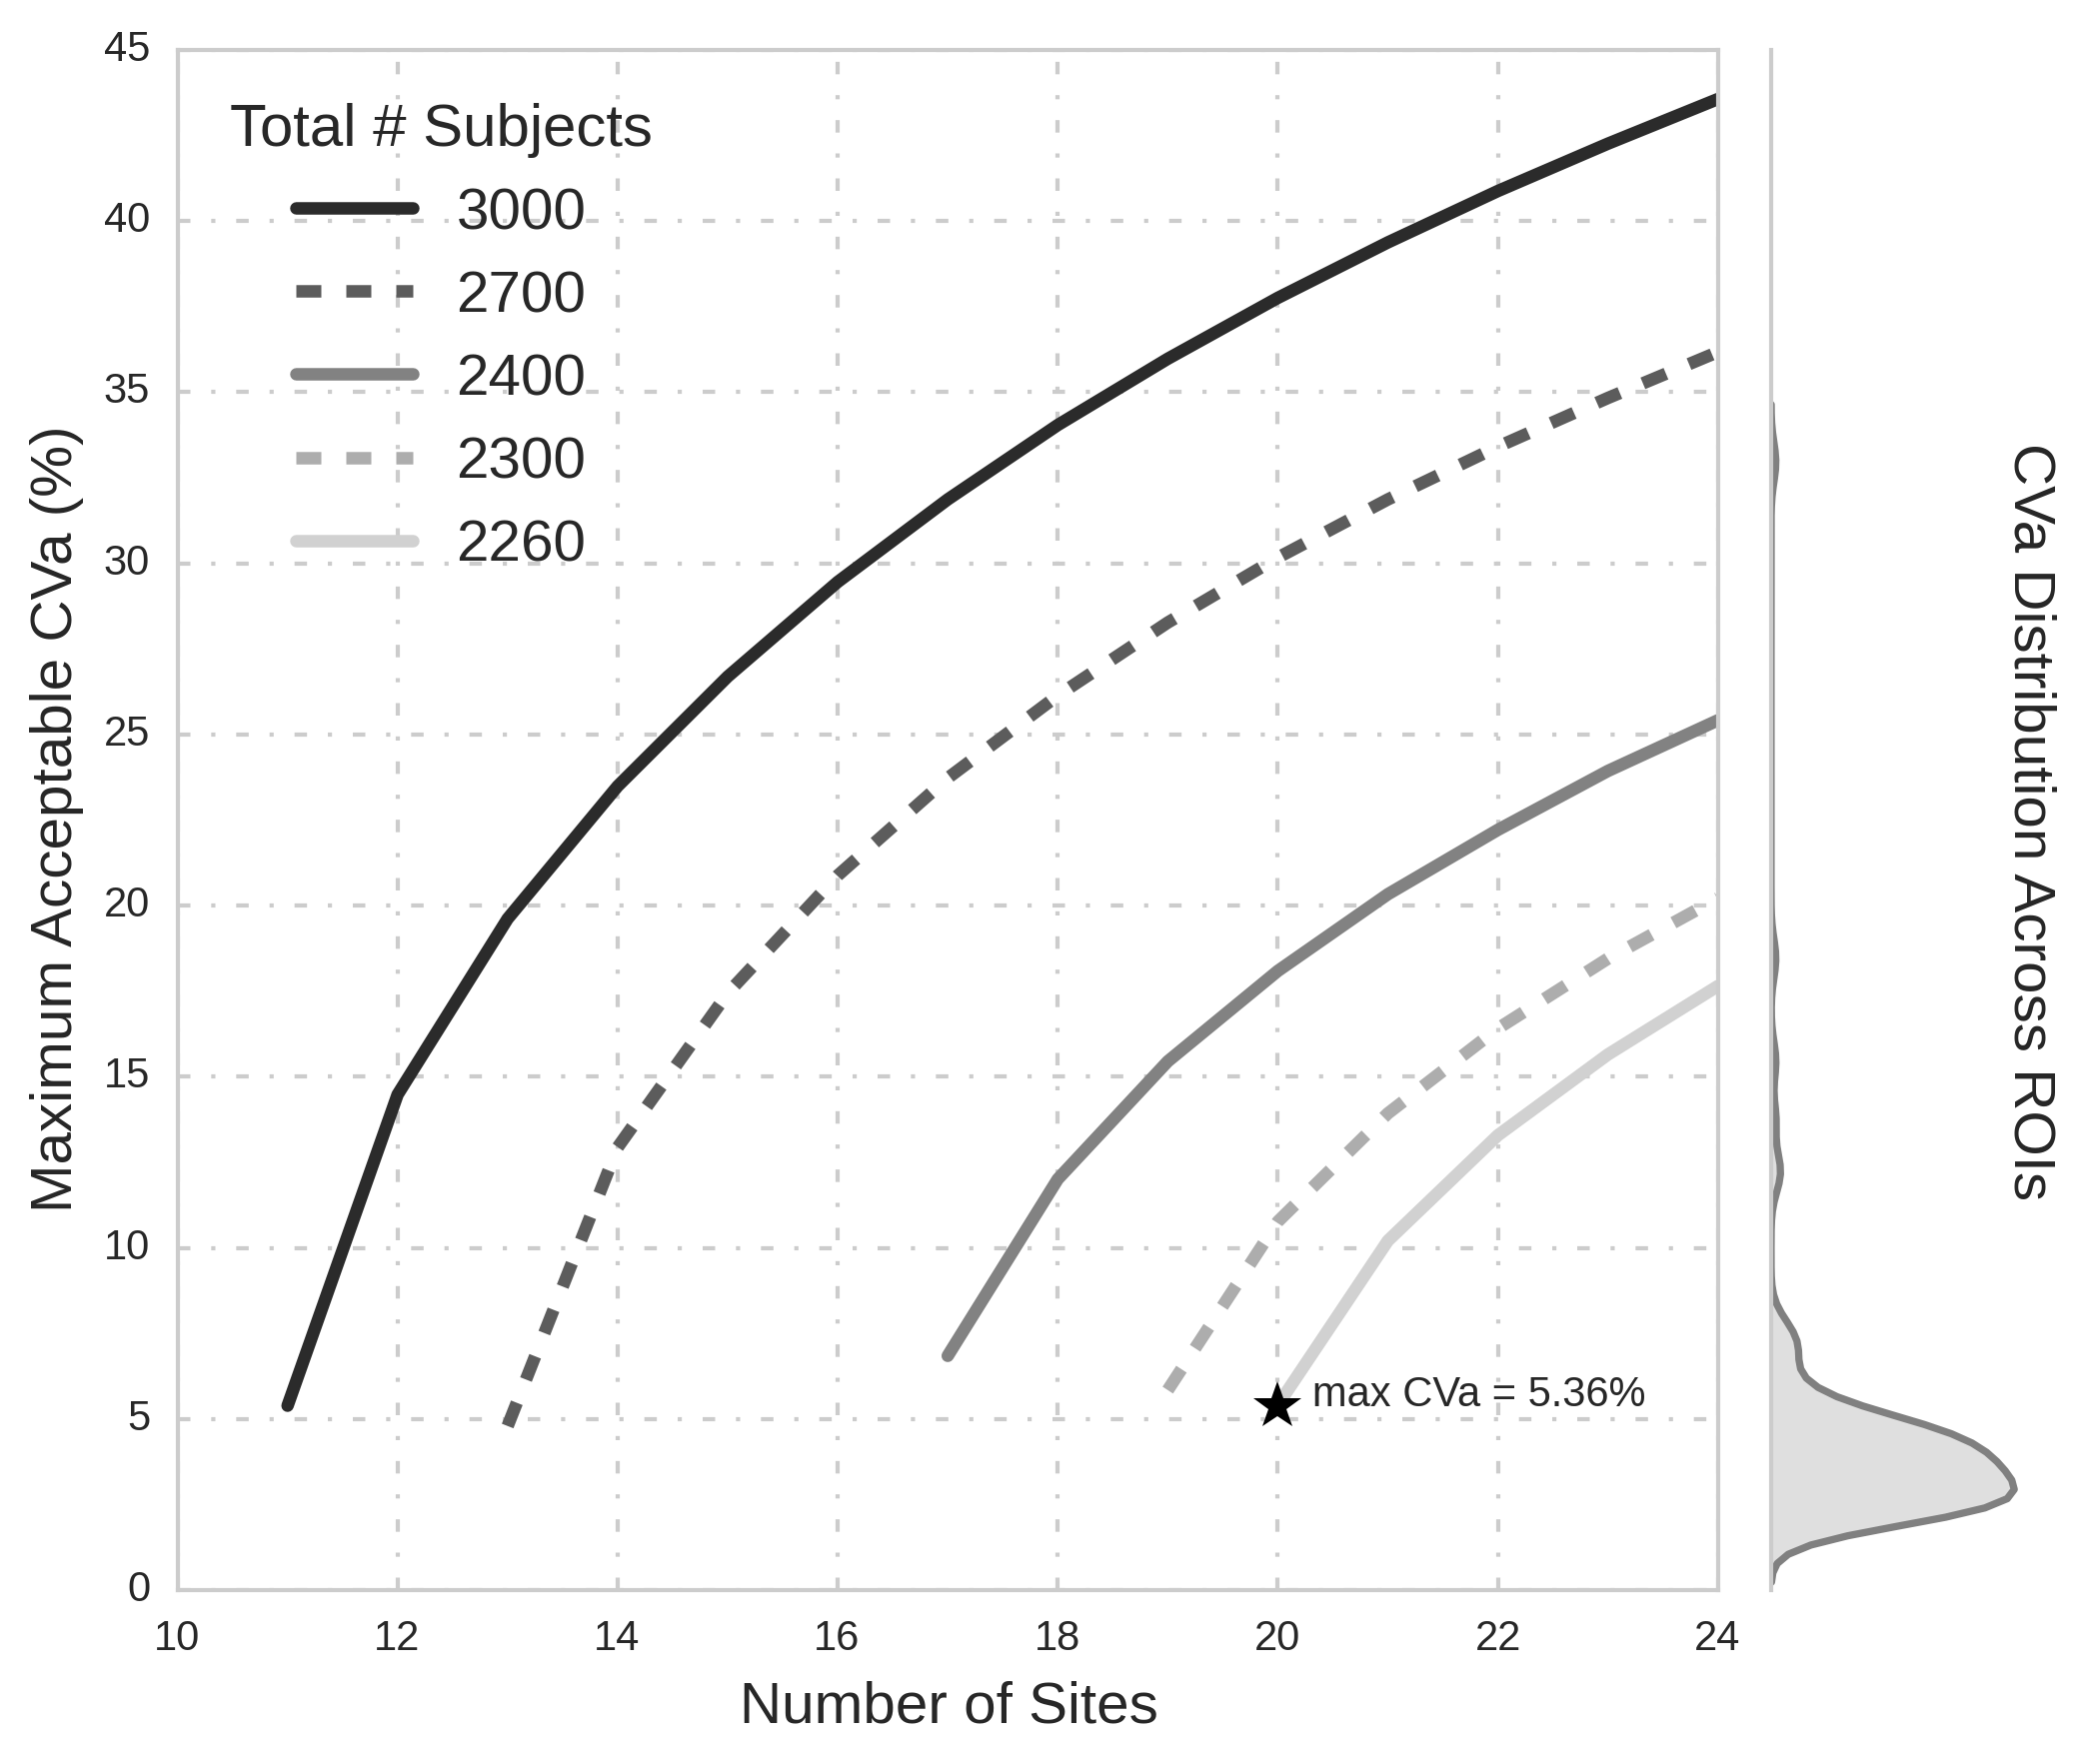 Total # Subjects
3000
2700
2400
2300
2260
45
40
35
30
25
20
15
10
5
0
Maximum Acceptable CVa (%)
max CVa = 5.36%
10 12 14 16 18 20 22 24
Number of Sites
CVa Distribution Across ROIs